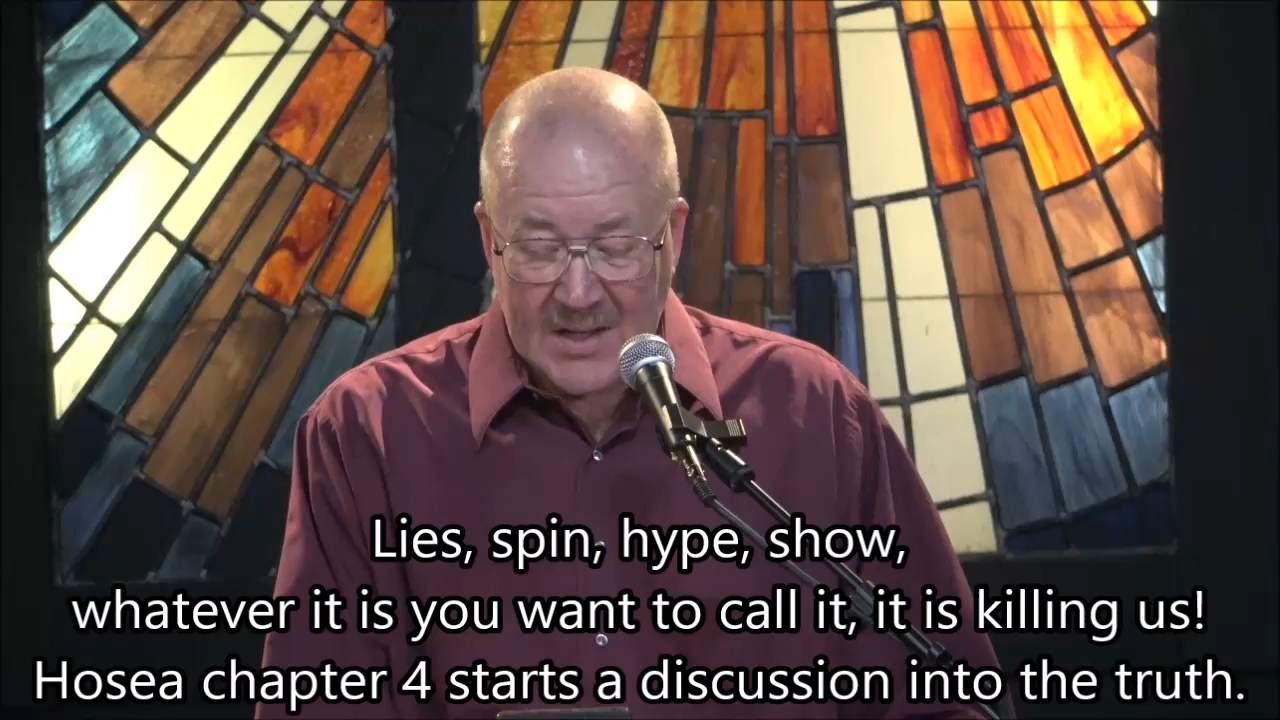 Lies, spin, hype, show,
whatever it is you want to call it, it is killing us!
Hosea chapter 4 starts a discussion into the truth.